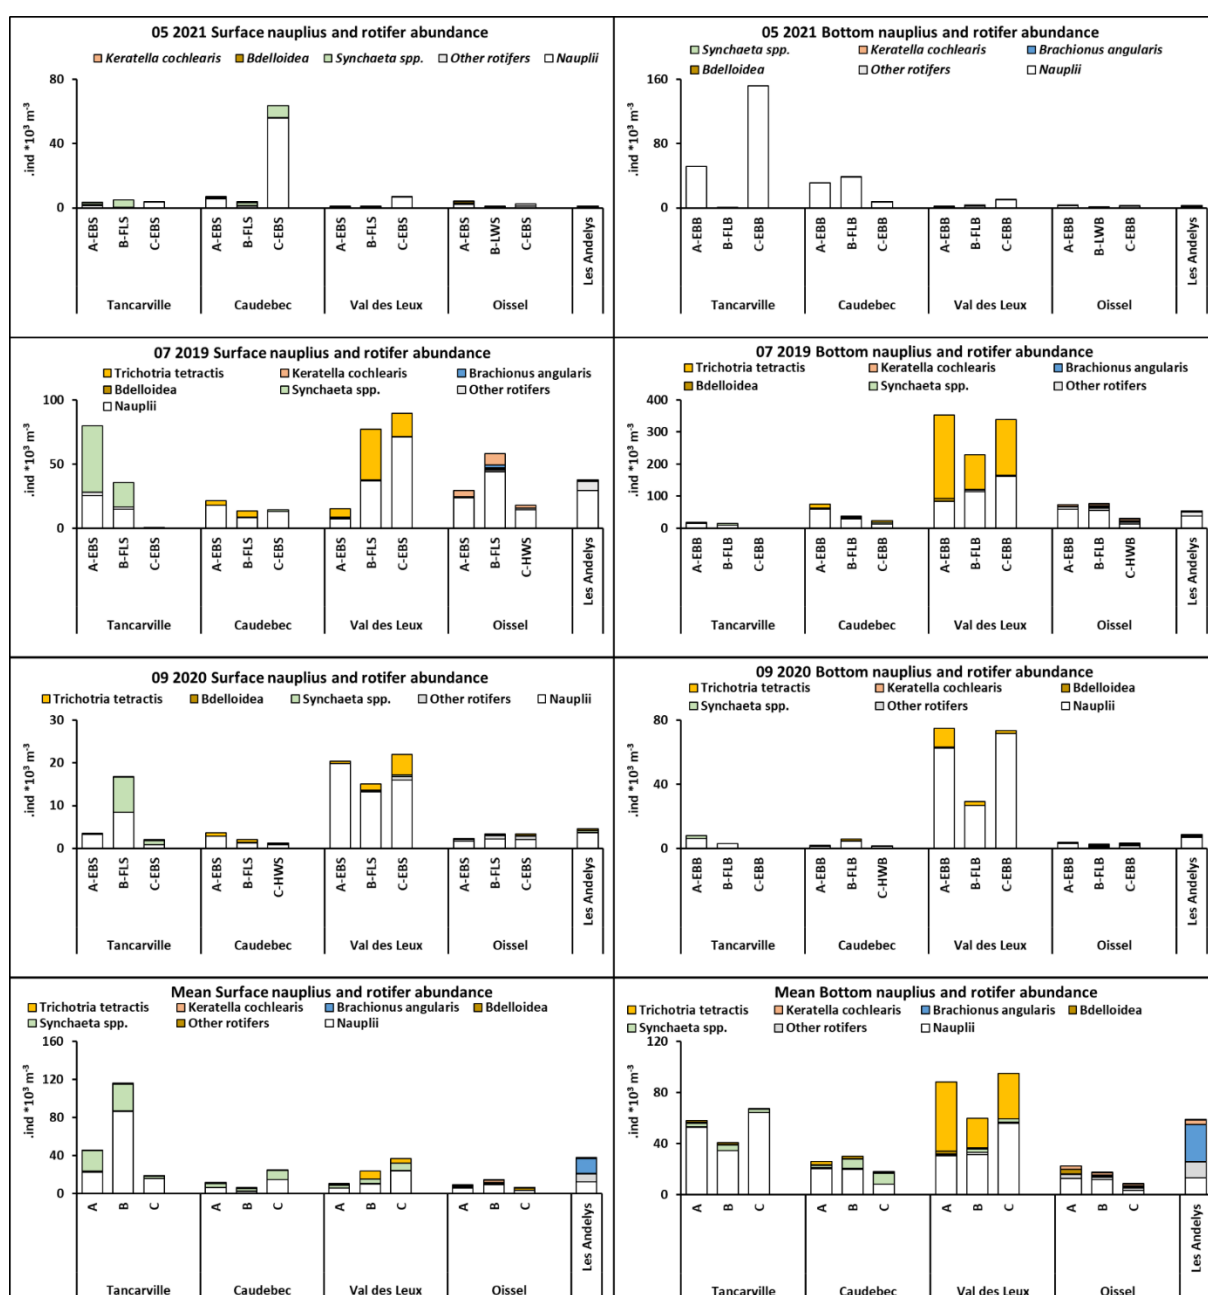 05 2021 Surface nauplius and rotifer abundance
Keratella cochlearis Bdelloidea Synchaeta spp. Other rotifers Nauplii
.ind *10³ m⁻³
80
40
0
A-EBS B-FLS C-EBS A-EBS B-FLS C-EBS A-EBS B-FLS C-EBS A-EBS B-LWS C-EBS Les Andelys
Tancarville Caudebec Val des Leux Oissel
05 2021 Bottom nauplius and rotifer abundance
Synchaeta spp. Keratella cochlearis Brachionus angularis
Bdelloidea Other rotifers Nauplii
.ind *10³ m⁻³
160
80
0
A-EBB B-FLB C-EBB A-EBB B-FLB C-EBB A-EBB B-FLB C-EBB A-EBB B-LWB C-EBB Les Andelys
Tancarville Caudebec Val des Leux Oissel
07 2019 Surface nauplius and rotifer abundance
Trichotria tetractis Keratella cochlearis Brachionus angularis
Bdelloidea Synchaeta spp. Other rotifers
Nauplii
.ind *10³ m⁻³
100
50
0
A-EBS B-FLS C-EBS A-EBS B-FLS C-EBS A-EBS B-FLS C-EBS A-EBS B-FLS C-HWS Les Andelys
Tancarville Caudebec Val des Leux Oissel
07 2019 Bottom nauplius and rotifer abundance
Trichotria tetractis Keratella cochlearis Brachionus angularis
Bdelloidea Synchaeta spp. Other rotifers
.ind *10³ m⁻³
400
300
200
100
0
A-EBB B-FLB C-EBB A-EBB B-FLB C-EBB A-EBB B-FLB C-EBB A-EBB B-FLB C-HWB Les Andelys
Tancarville Caudebec Val des Leux Oissel
09 2020 Surface nauplius and rotifer abundance
Trichotria tetractis Bdelloidea Synchaeta spp. Other rotifers Nauplii
.ind *10³ m⁻³
30
20
10
0
A-EBS B-FLS C-EBS A-EBS B-FLS C-HWS A-EBS B-FLS C-EBS A-EBS B-FLS C-EBS Les Andelys
Tancarville Caudebec Val des Leux Oissel
09 2020 Bottom nauplius and rotifer abundance
Trichotria tetractis Keratella cochlearis Bdelloidea
Synchaeta spp. Other rotifers Nauplii
.ind *10³ m⁻³
80
40
0
A-EBB B-FLB C-EBB A-EBB B-FLB C-HWB A-EBB B-FLB C-EBB A-EBB B-FLB C-EBB Les Andelys
Tancarville Caudebec Val des Leux Oissel
Mean Surface nauplius and rotifer abundance
Trichotria tetractis Keratella cochlearis Brachionus angularis Bdelloidea
Synchaeta spp. Other rotifers Nauplii
.ind *10³ m⁻³
160
120
80
40
0
A B C A B C A B C A B C Les Andelys
Tancarville Caudebec Val des Leux Oissel
Mean Bottom nauplius and rotifer abundance
Trichotria tetractis Keratella cochlearis Brachionus angularis Bdelloidea
Synchaeta spp. Other rotifers Nauplii
.ind *10³ m⁻³
120
80
40
0
A B C A B C A B C A B C Les Andelys
Tancarville Caudebec Val des Leux Oissel